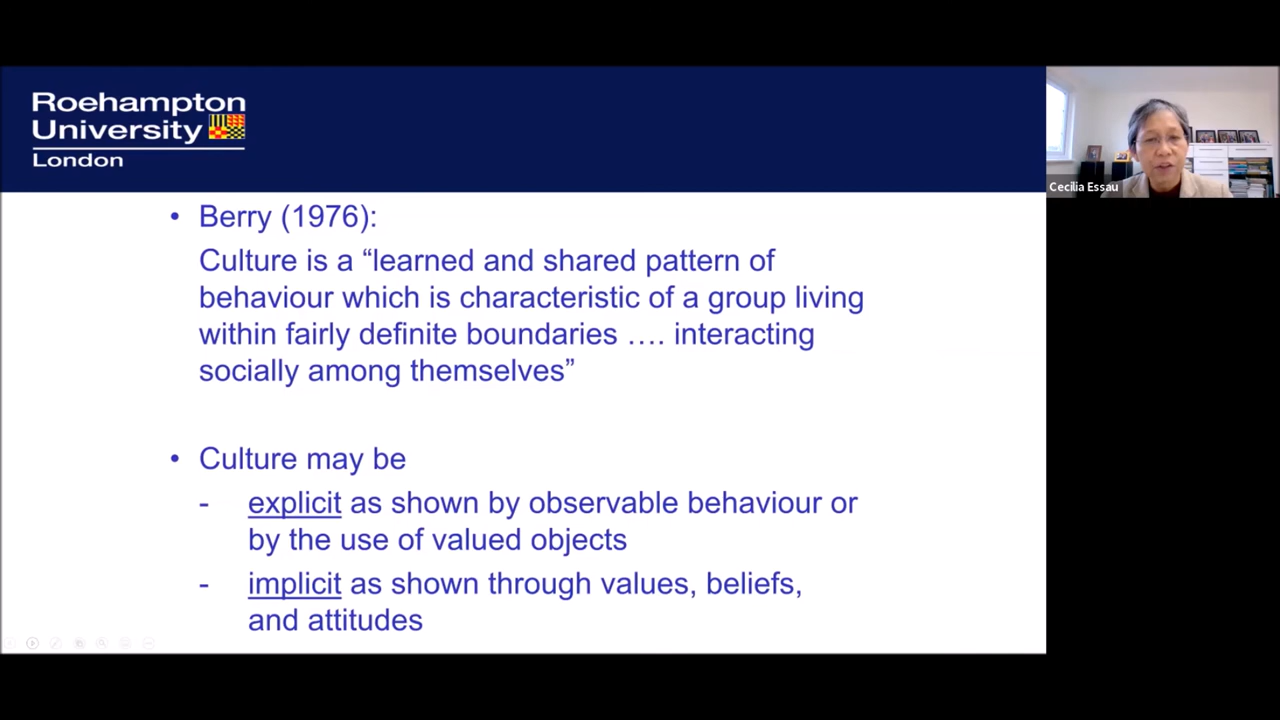 Roehampton
University
London
Cecilia Essau
• Berry (1976):
Culture is a “learned and shared pattern of
behaviour which is characteristic of a group living
within fairly definite boundaries …. interacting
socially among themselves”
• Culture may be
- explicit as shown by observable behaviour or
by the use of valued objects
- implicit as shown through values, beliefs,
and attitudes